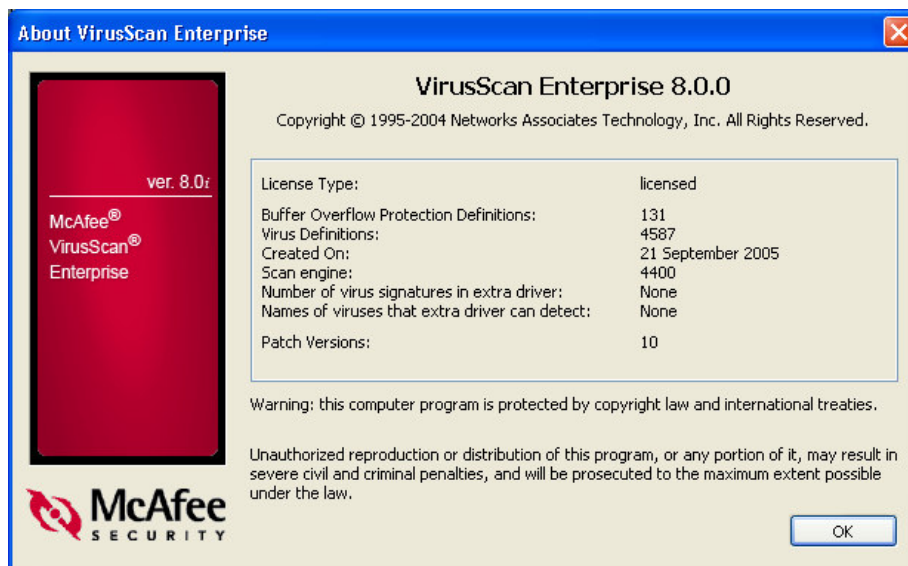 About VirusScan Enterprise
VirusScan Enterprise 8.0.0
Copyright © 1995-2004 Networks Associates Technology, Inc. All Rights Reserved.
ver. 8.0i
McAfee®
VirusScan®
Enterprise
License Type: licensed
Buffer Overflow Protection Definitions: 131
Virus Definitions: 4587
Created On: 21 September 2005
Scan engine: 4400
Number of virus signatures in extra driver: None
Names of viruses that extra driver can detect: None
Patch Versions: 10
Warning: this computer program is protected by copyright law and international treaties.
Unauthorized reproduction or distribution of this program, or any portion of it, may result in
severe civil and criminal penalties, and will be prosecuted to the maximum extent possible
under the law.
McAfee
SECURITY
OK